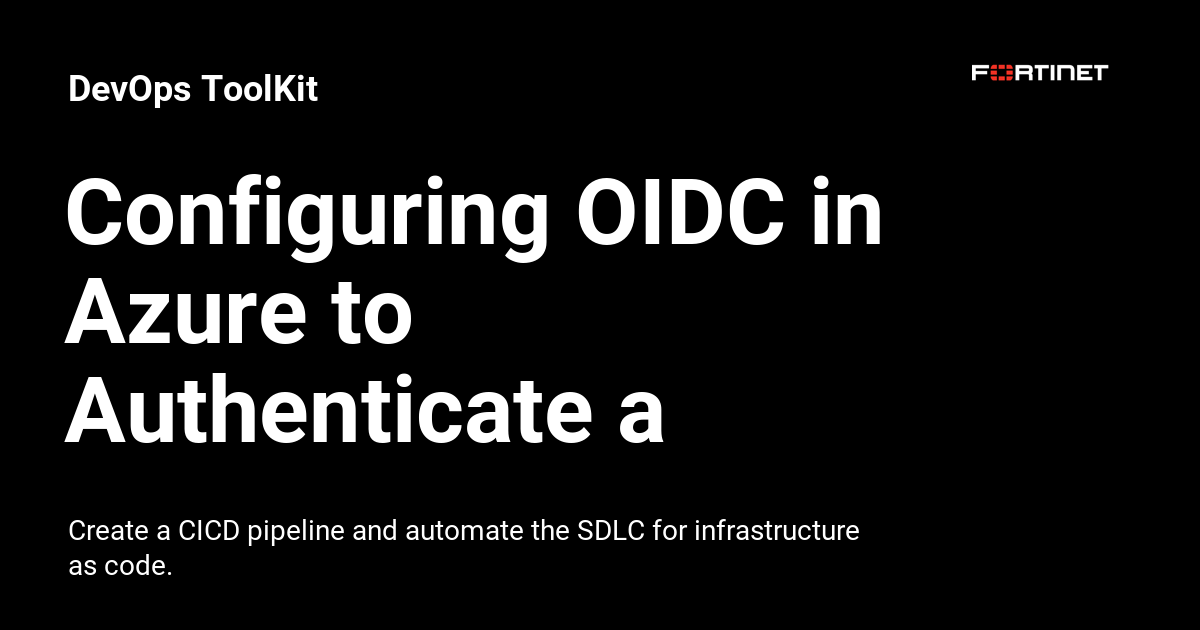 DevOps ToolKit
FORTINET
Configuring OIDC in
Azure to
Authenticate a
Create a CICD pipeline and automate the SDLC for infrastructure
as code.